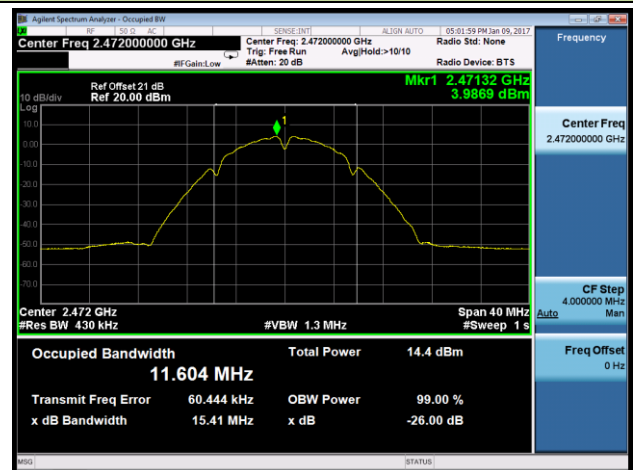 Agilent Spectrum Analyzer - Occupied BW
RF 50 Ω AC SENSE:INT ALIGN AUTO 05:01:59 PM Jan 09, 2017
Center Freq 2.472000000 GHz Center Freq: 2.472000000 GHz Radio Std: None
Trig: Free Run Avg|Hold:>10/10
#IFGain:Low #Atten: 20 dB Radio Device: BTS
Frequency
Ref Offset 21 dB Mkr1 2.47132 GHz
10 dB/div Ref 20.00 dBm 3.9869 dBm
Log
10.0
0.00
-10.0
-20.0
-30.0
-40.0
-50.0
-60.0
-70.0
1
Center 2.472 GHz Span 40 MHz
#Res BW 430 kHz #VBW 1.3 MHz #Sweep 1 s
Center Freq
2.472000000 GHz
CF Step
4.000000 MHz
Auto Man
Freq Offset
0 Hz
Occupied Bandwidth Total Power 14.4 dBm
11.604 MHz
Transmit Freq Error 60.444 kHz OBW Power 99.00 %
x dB Bandwidth 15.41 MHz x dB -26.00 dB
MSG STATUS